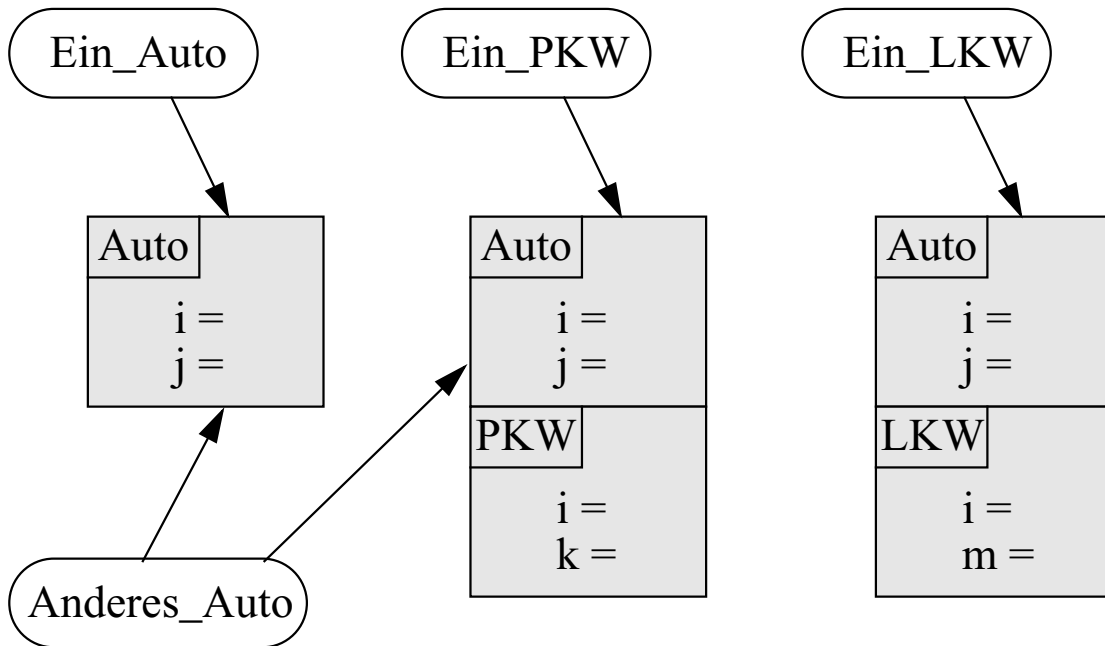 Ein_Auto
Ein_PKW
Ein_LKW
Auto
i =
j =
Auto
i =
j =
PKW
i =
k =
Auto
i =
j =
LKW
i =
m =
Anderes_Auto